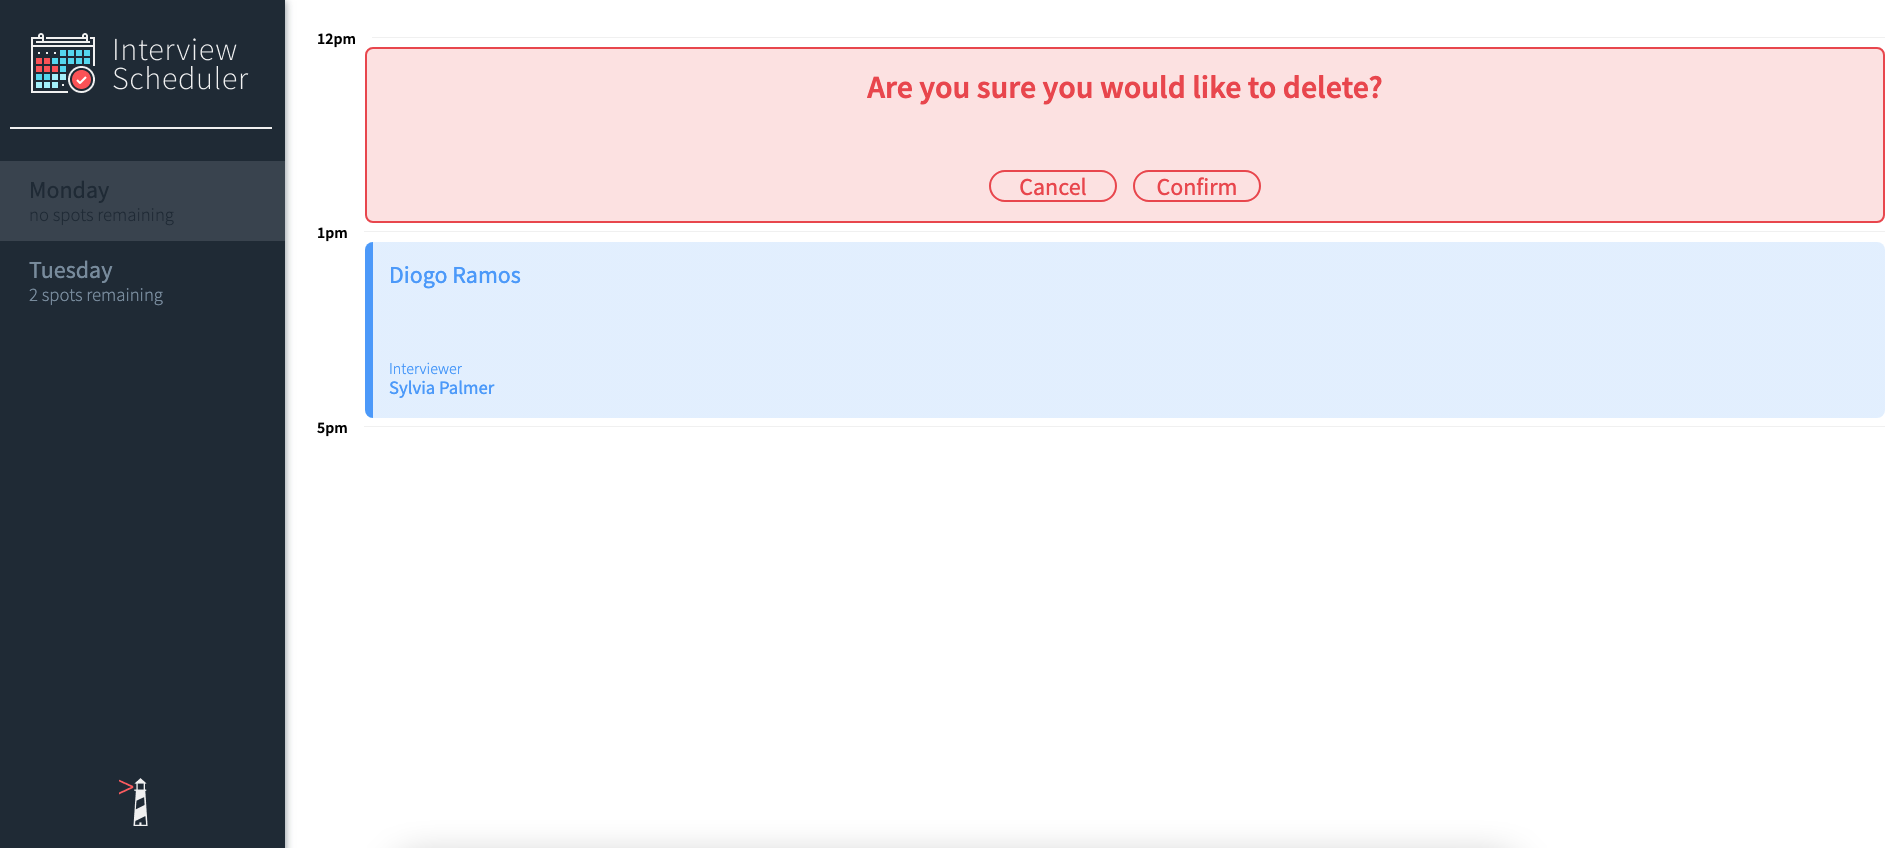 Interview
Scheduler
Monday
no spots remaining
Tuesday
2 spots remaining
12pm
Are you sure you would like to delete?
Cancel Confirm
1pm
Diogo Ramos
Interviewer
Sylvia Palmer
5pm